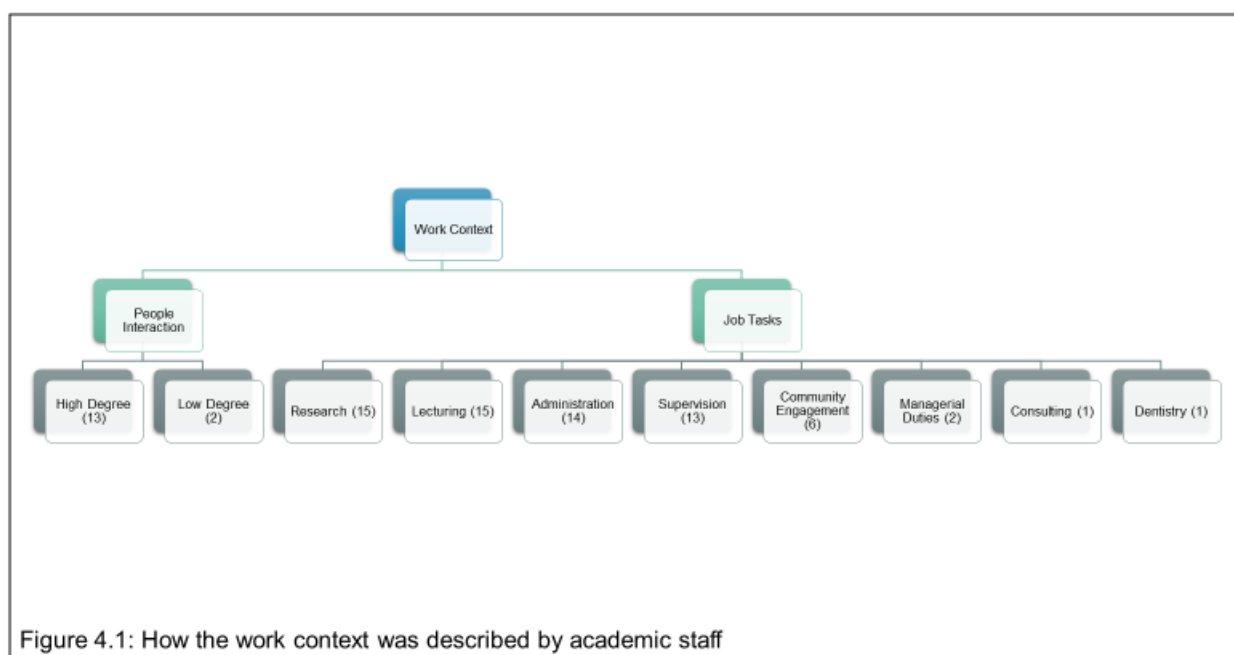 Work Context
People
Interaction
Job Tasks
High Degree
(13)
Low Degree
(2)
Research (15)
Lecturing (15)
Administration
(14)
Supervision
(13)
Community
Engagement
(6)
Managerial
Duties (2)
Consulting (1)
Dentistry (1)
Figure 4.1: How the work context was described by academic staff